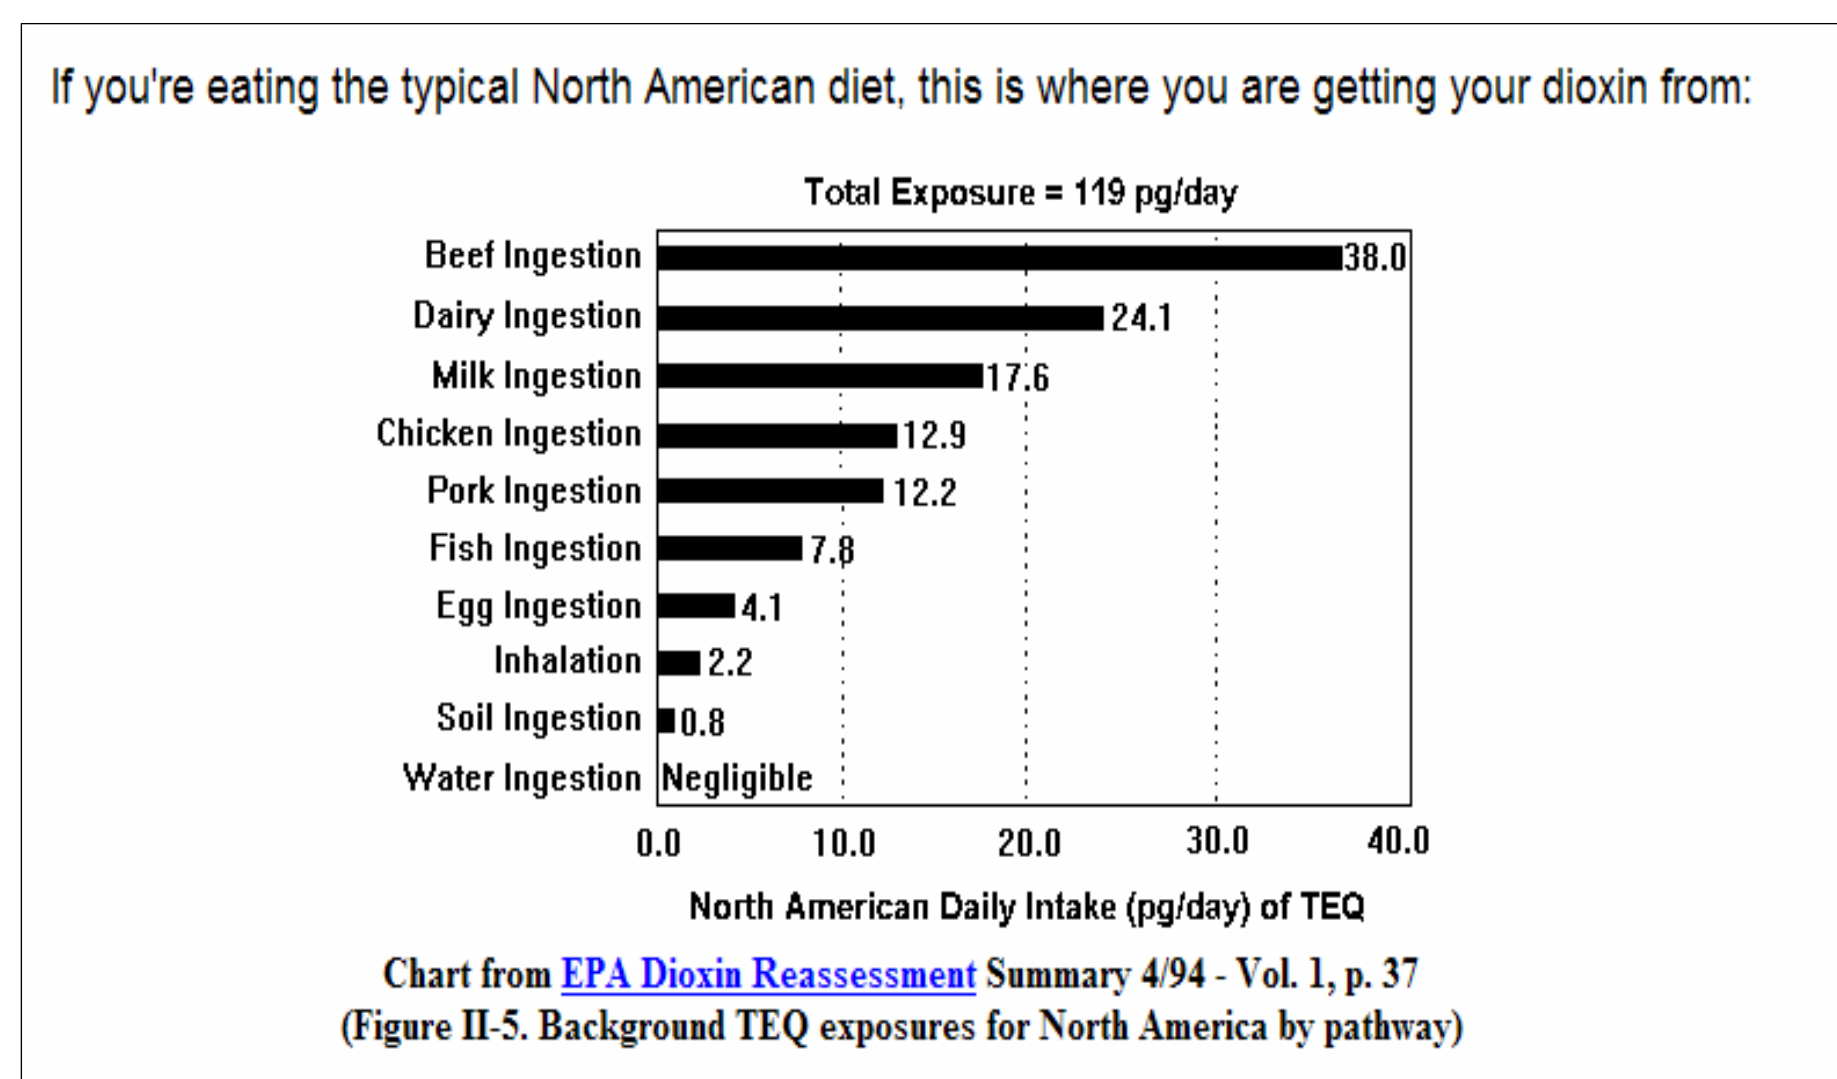 If you're eating the typical North American diet, this is where you are getting your dioxin from:
Total Exposure = 119 pg/day
Beef Ingestion 38.0
Dairy Ingestion 24.1
Milk Ingestion 17.6
Chicken Ingestion 12.9
Pork Ingestion 12.2
Fish Ingestion 7.8
Egg Ingestion 4.1
Inhalation 2.2
Soil Ingestion 0.8
Water Ingestion Negligible
0.0 10.0 20.0 30.0 40.0
North American Daily Intake (pg/day) of TEQ
Chart from EPA Dioxin Reassessment Summary 4/94 - Vol. 1, p. 37
(Figure II-5. Background TEQ exposures for North America by pathway)